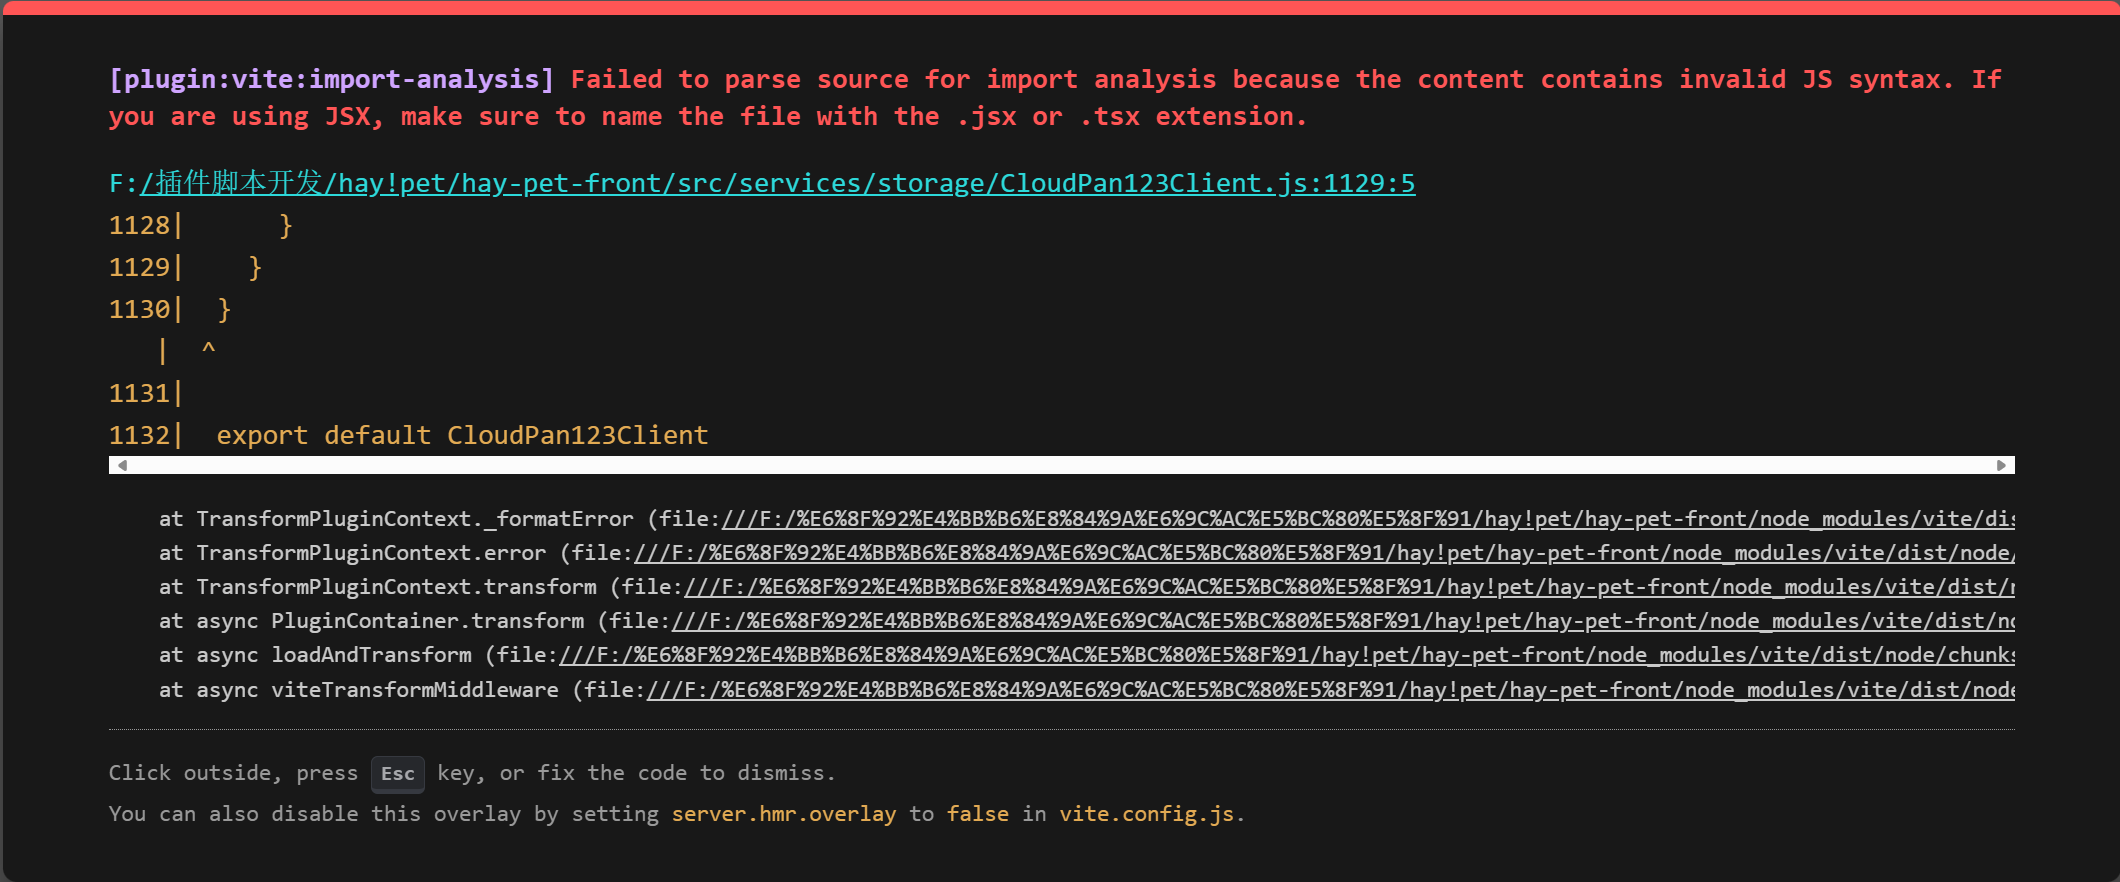 [plugin:vite:import-analysis] Failed to parse source for import analysis because the content contains invalid JS syntax. If
you are using JSX, make sure to name the file with the .jsx or .tsx extension.
F:/插件脚本开发/hay!pet/hay-pet-front/src/services/storage/CloudPan123Client.js:1129:5
1128|      }
1129|    }
1130|  }
   |  ^
1131|
1132|  export default CloudPan123Client
at TransformPluginContext._formatError (file:///F:/%E6%8F%92%E4%BB%B6%E8%84%9A%E6%9C%AC%E5%BC%80%E5%8F%91/hay!pet/hay-pet-front/node_modules/vite/dis
at TransformPluginContext.error (file:///F:/%E6%8F%92%E4%BB%B6%E8%84%9A%E6%9C%AC%E5%BC%80%E5%8F%91/hay!pet/hay-pet-front/node_modules/vite/dist/node/
at TransformPluginContext.transform (file:///F:/%E6%8F%92%E4%BB%B6%E8%84%9A%E6%9C%AC%E5%BC%80%E5%8F%91/hay!pet/hay-pet-front/node_modules/vite/dist/n
at async PluginContainer.transform (file:///F:/%E6%8F%92%E4%BB%B6%E8%84%9A%E6%9C%AC%E5%BC%80%E5%8F%91/hay!pet/hay-pet-front/node_modules/vite/dist/no
at async loadAndTransform (file:///F:/%E6%8F%92%E4%BB%B6%E8%84%9A%E6%9C%AC%E5%BC%80%E5%8F%91/hay!pet/hay-pet-front/node_modules/vite/dist/node/chunks
at async viteTransformMiddleware (file:///F:/%E6%8F%92%E4%BB%B6%E8%84%9A%E6%9C%AC%E5%BC%80%E5%8F%91/hay!pet/hay-pet-front/node_modules/vite/dist/node
Click outside, press Esc key, or fix the code to dismiss.
You can also disable this overlay by setting server.hmr.overlay to false in vite.config.js.